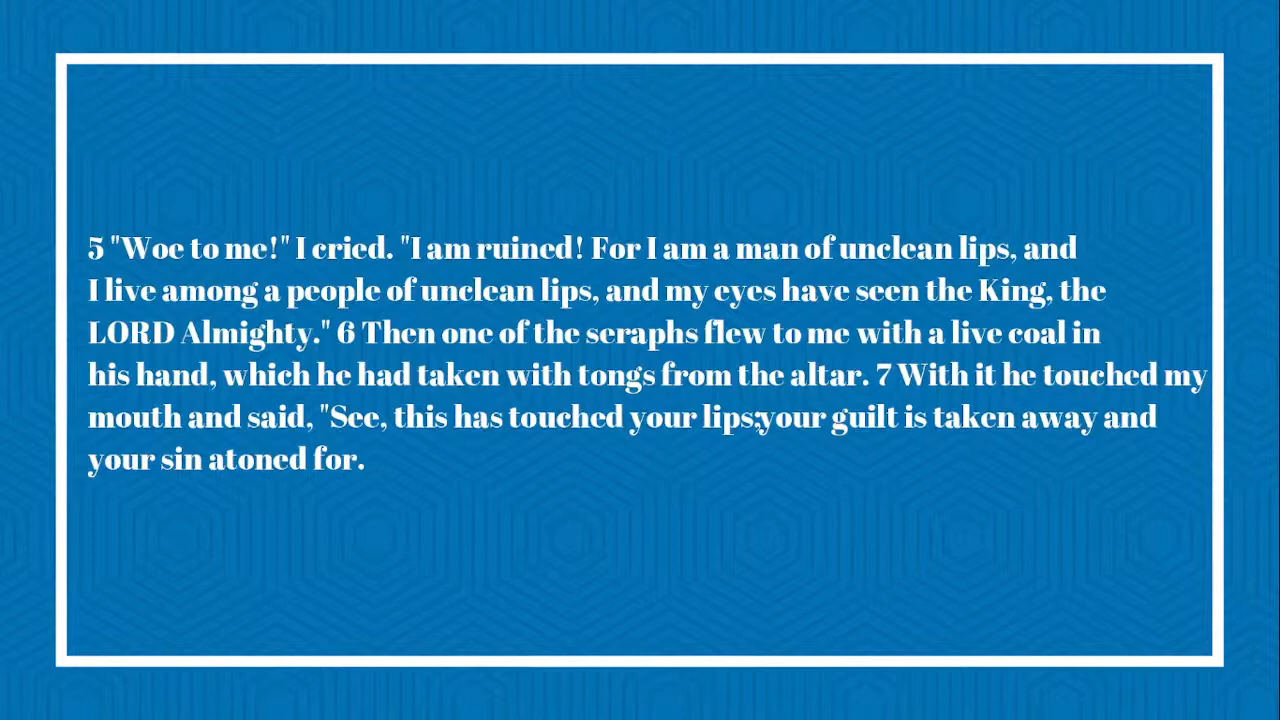 5 "Woe to me!" I cried. "I am ruined! For I am a man of unclean lips, and
I live among a people of unclean lips, and my eyes have seen the King, the
LORD Almighty." 6 Then one of the seraphs flew to me with a live coal in
his hand, which he had taken with tongs from the altar. 7 With it he touched my
mouth and said, "See, this has touched your lips;your guilt is taken away and
your sin atoned for.